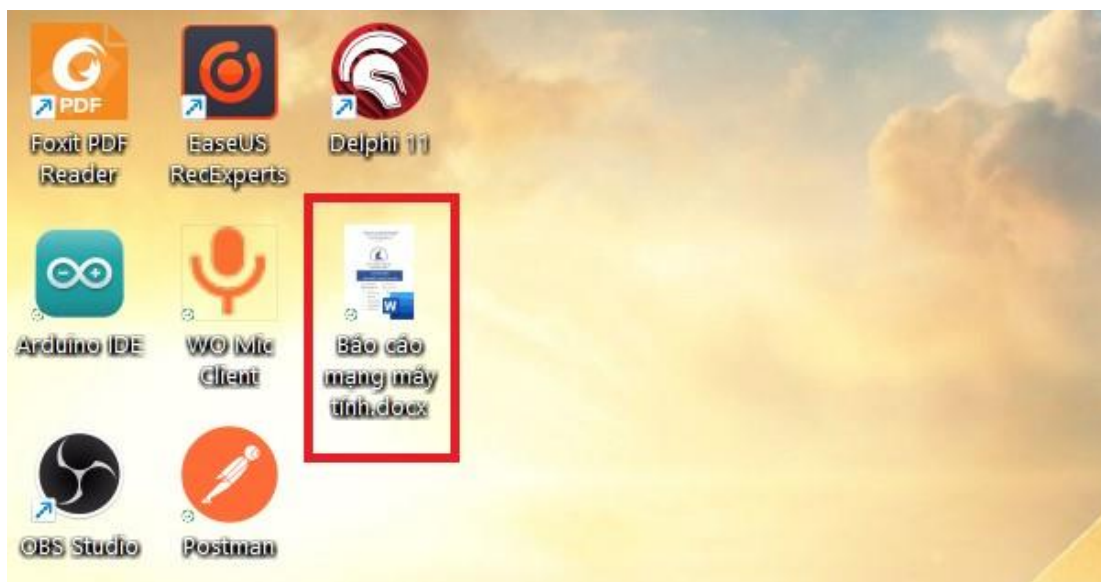 PDF
Foxit PDF
Reader
EaseUS
RecExperts
Delphi 11
Arduino IDE
WO Mic
Client
W
Báo cáo
mạng máy
tính.docx
OBS Studio
Postman